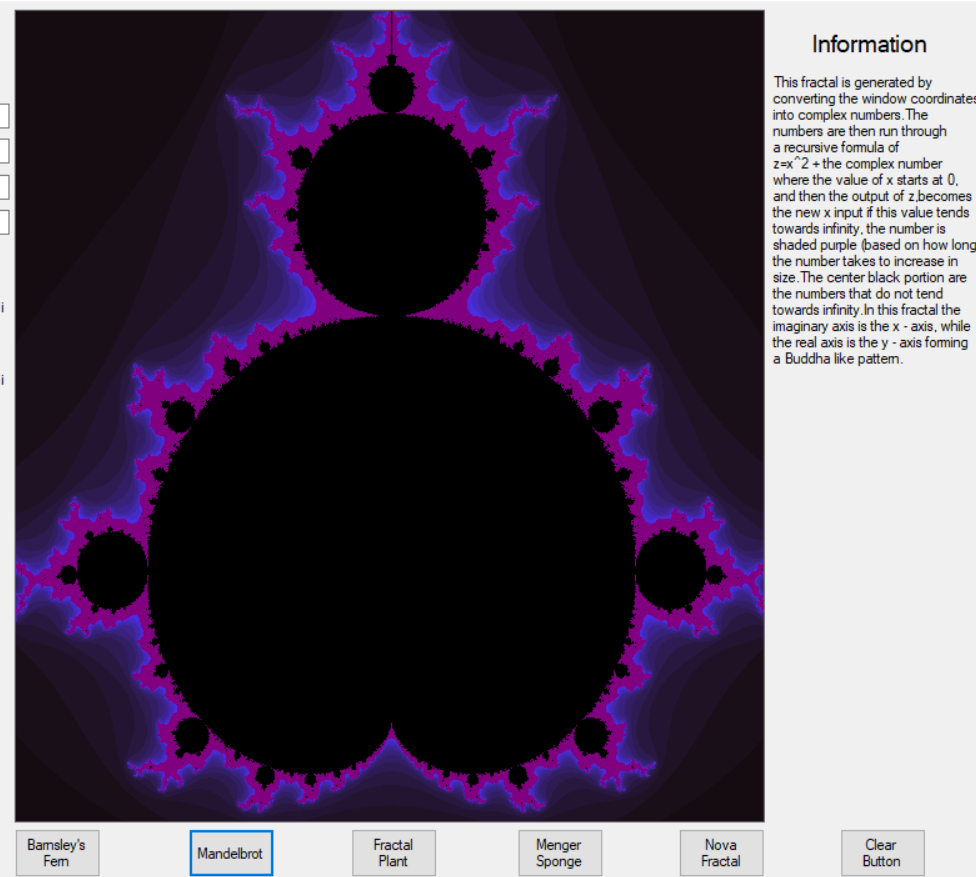 Information
This fractal is generated by
converting the window coordinates
into complex numbers.The
numbers are then run through
a recursive formula of
z=x^2 + the complex number
where the value of x starts at 0,
and then the output of z,becomes
the new x input if this value tends
towards infinity, the number is
shaded purple (based on how long
the number takes to increase in
size.The center black portion are
the numbers that do not tend
towards infinity.In this fractal the
imaginary axis is the x - axis, while
the real axis is the y - axis forming
a Buddha like pattern.
i
i
Barnsley's
Fern
Mandelbrot
Fractal
Plant
Menger
Sponge
Nova
Fractal
Clear
Button